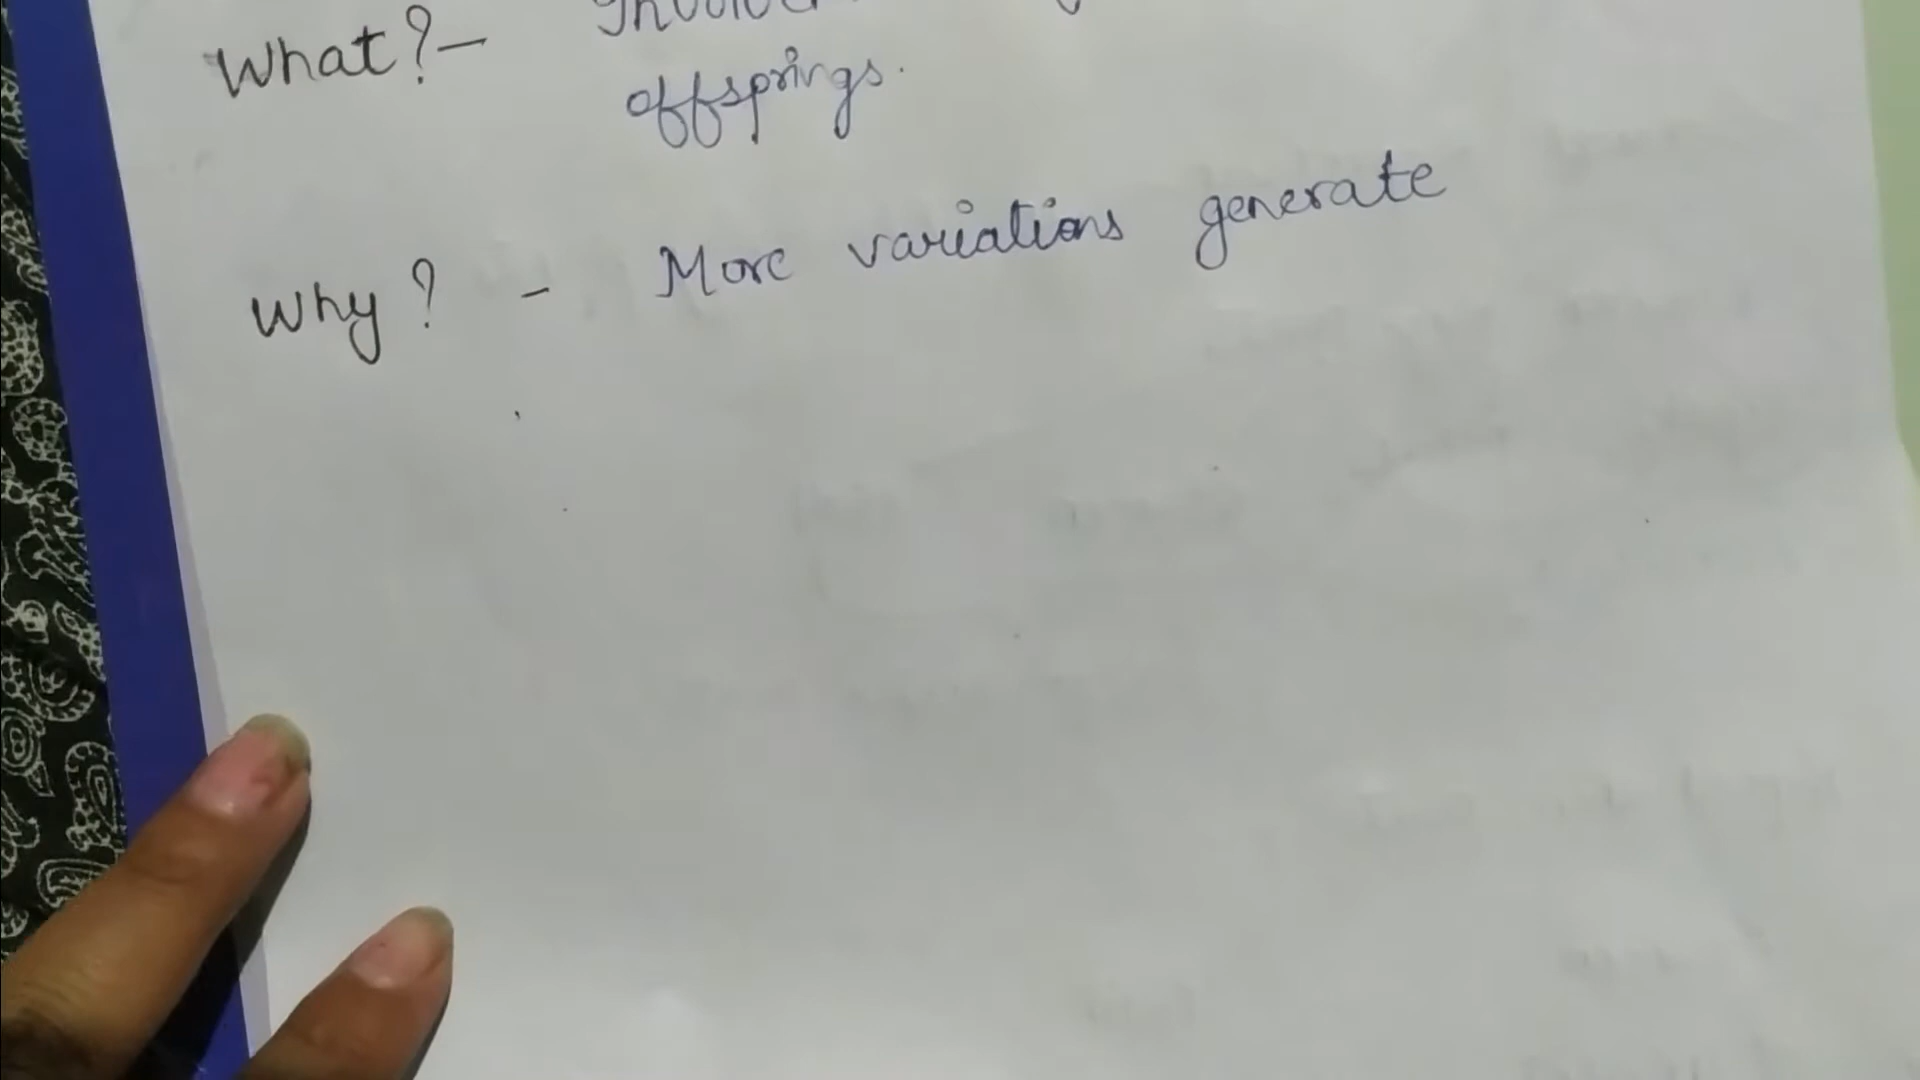 What? -
offsprings.
Why? - More variations generate